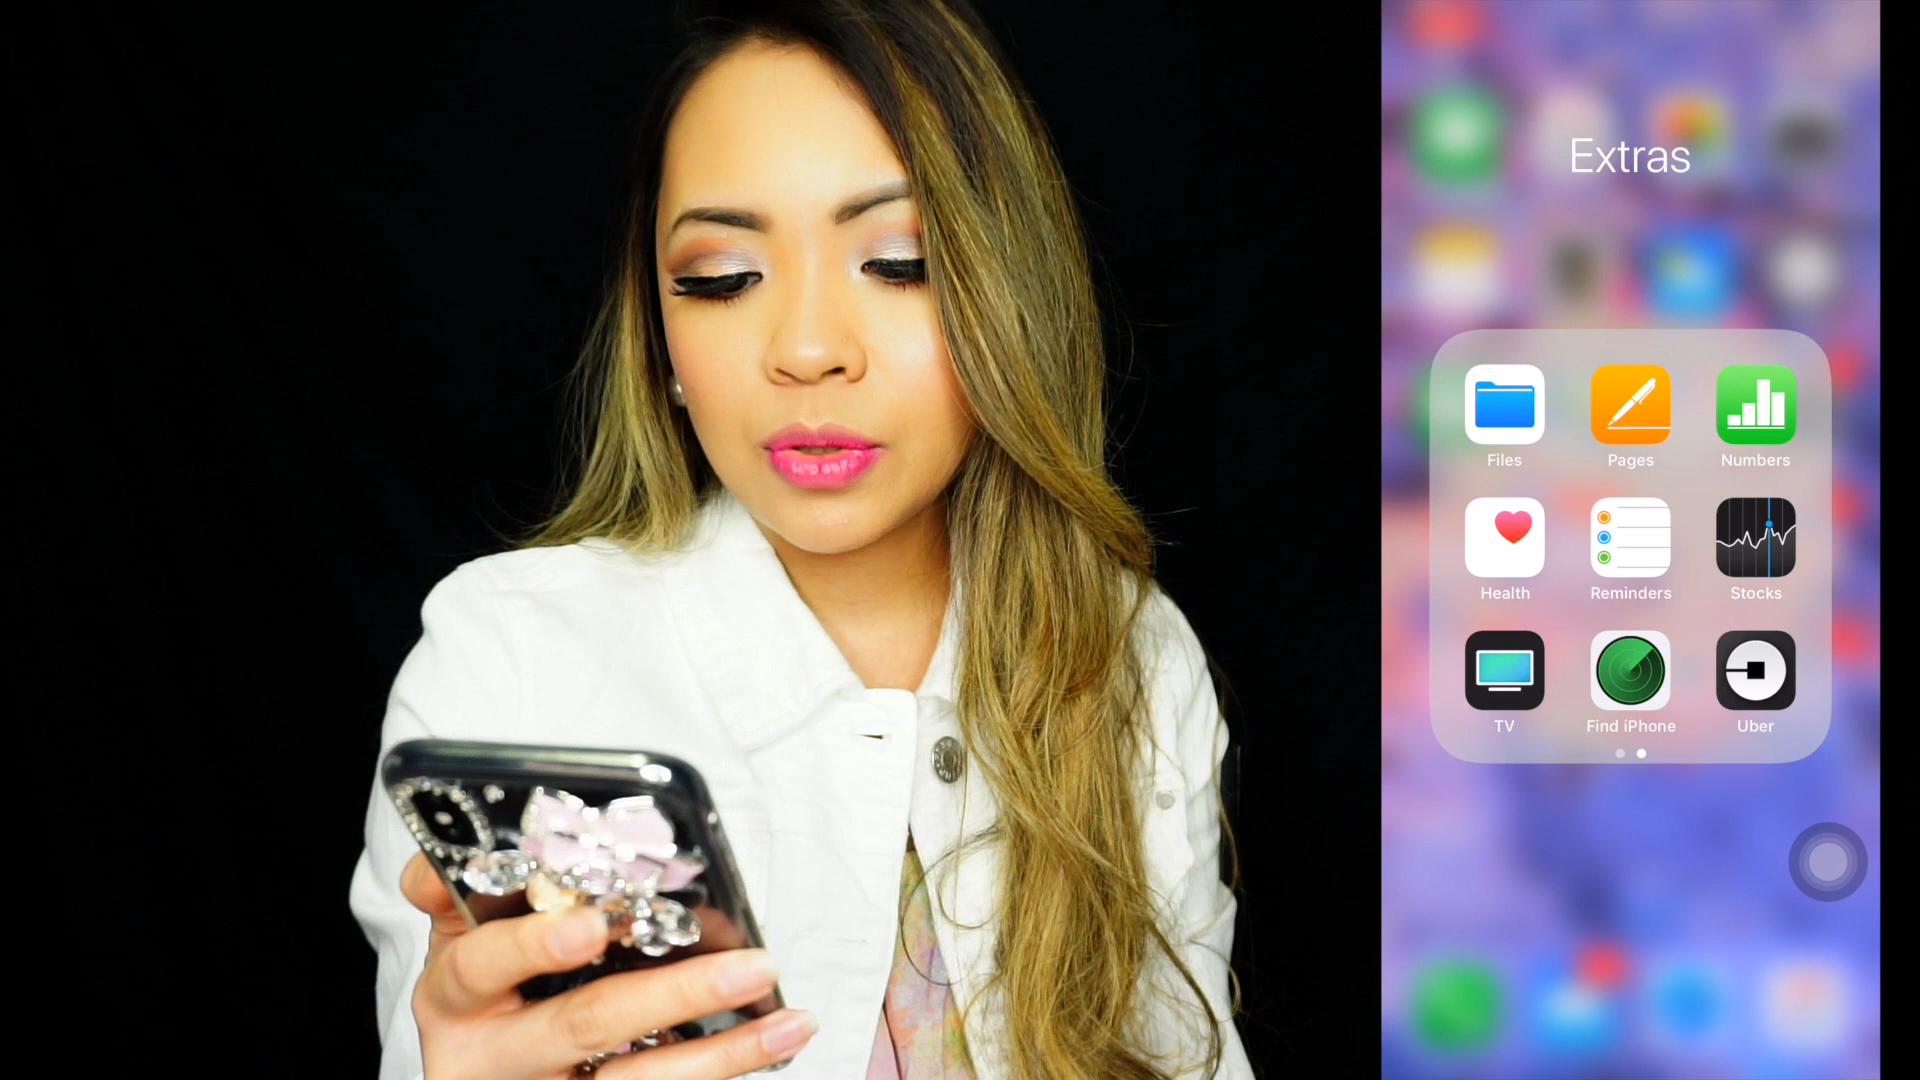 Extras
Files
Pages
Numbers
Health
Reminders
Stocks
TV
Find iPhone
Uber